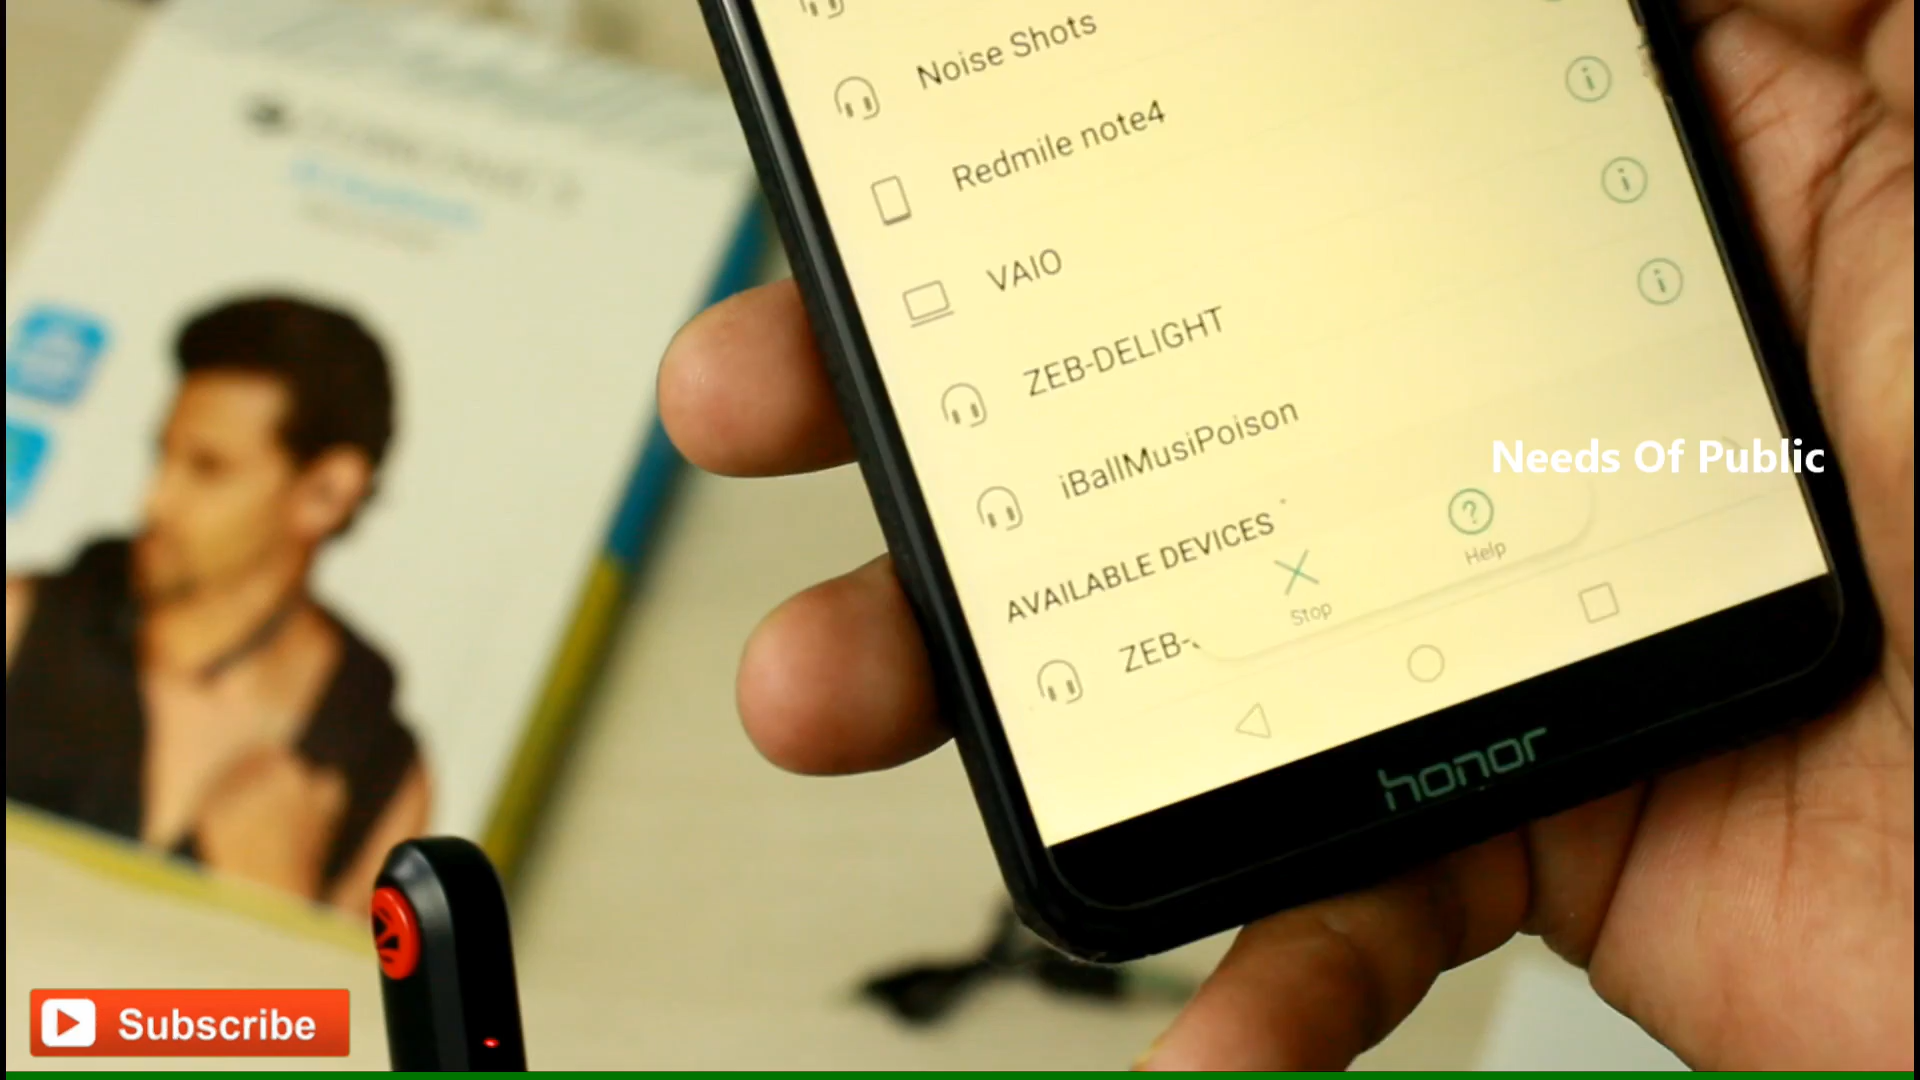 Noise Shots
Redmile note4
VAIO
ZEB-DELIGHT
iBallMusiPoison
AVAILABLE DEVICES
ZEB-
Stop
Help
honor
Needs Of Public
Subscribe